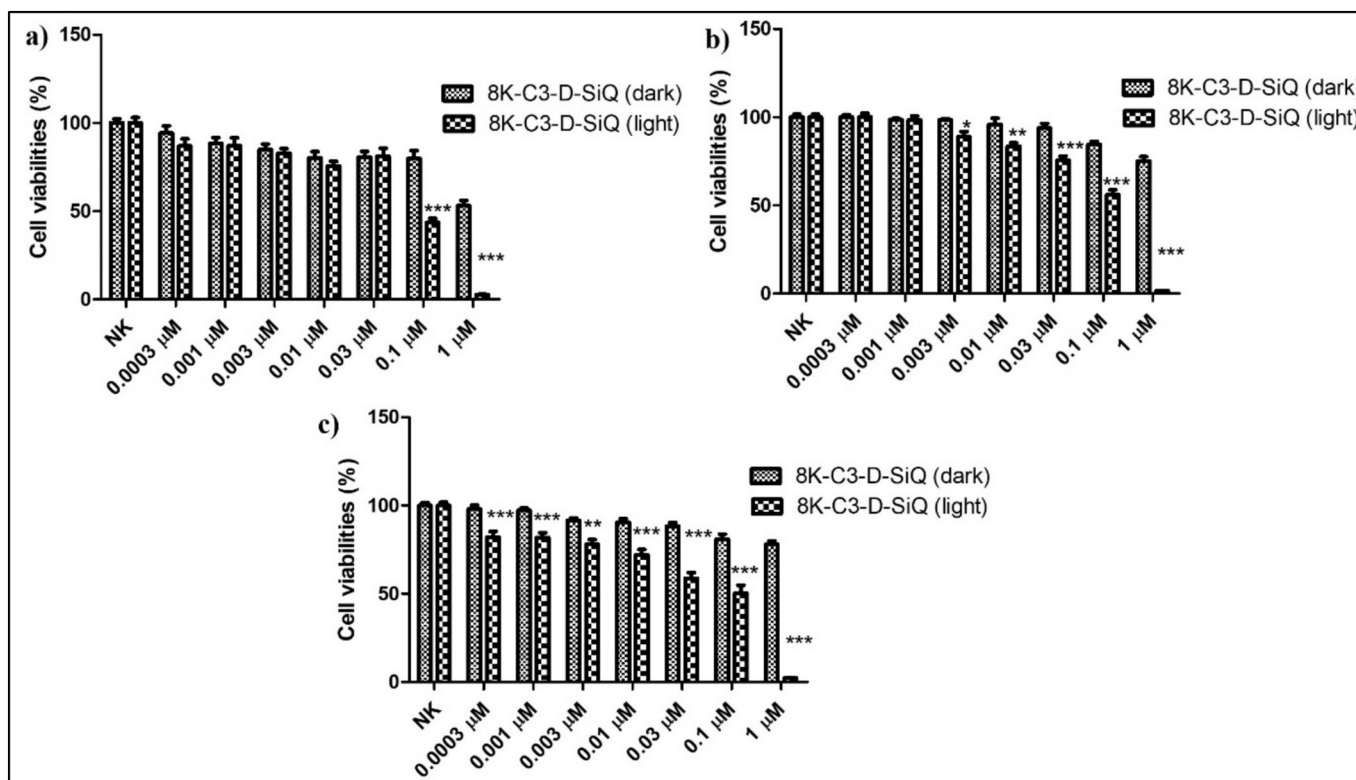 a)
150
100
50
0
Cell viabilities (%)
8K-C3-D-SiQ (dark)
8K-C3-D-SiQ (light)
***
***
NK
0.0003 µM
0.001 µM
0.003 µM
0.01 µM
0.03 µM
0.1 µM
1 µM
b)
150
100
50
0
Cell viabilities (%)
8K-C3-D-SiQ (dark)
8K-C3-D-SiQ (light)
*
**
***
***
***
NK
0.0003 µM
0.001 µM
0.003 µM
0.01 µM
0.03 µM
0.1 µM
1 µM
c)
150
100
50
0
Cell viabilities (%)
8K-C3-D-SiQ (dark)
8K-C3-D-SiQ (light)
***
***
**
***
***
***
***
NK
0.0003 µM
0.001 µM
0.003 µM
0.01 µM
0.03 µM
0.1 µM
1 µM